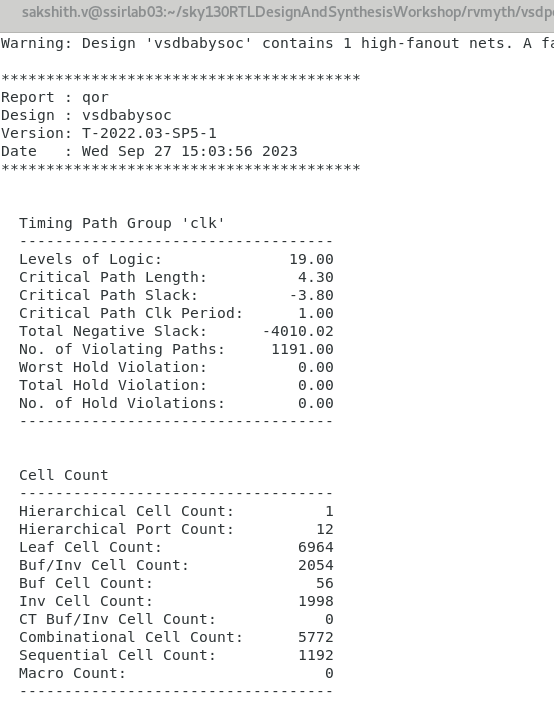 sakshith.v@ssirlab03:~/sky130RTLDesignAndSynthesisWorkshop/rvmyth/vsdp
Warning: Design 'vsdbabysoc' contains 1 high-fanout nets. A fa
****************************************
Report : qor
Design : vsdbabysoc
Version: T-2022.03-SP5-1
Date   : Wed Sep 27 15:03:56 2023
****************************************
Timing Path Group 'clk'
-----------------------------------
Levels of Logic:              19.00
Critical Path Length:          4.30
Critical Path Slack:          -3.80
Critical Path Clk Period:      1.00
Total Negative Slack:      -4010.02
No. of Violating Paths:     1191.00
Worst Hold Violation:          0.00
Total Hold Violation:          0.00
No. of Hold Violations:        0.00
-----------------------------------
Cell Count
-----------------------------------
Hierarchical Cell Count:          1
Hierarchical Port Count:         12
Leaf Cell Count:               6964
Buf/Inv Cell Count:            2054
Buf Cell Count:                  56
Inv Cell Count:                1998
CT Buf/Inv Cell Count:            0
Combinational Cell Count:      5772
Sequential Cell Count:         1192
Macro Count:                      0
-----------------------------------